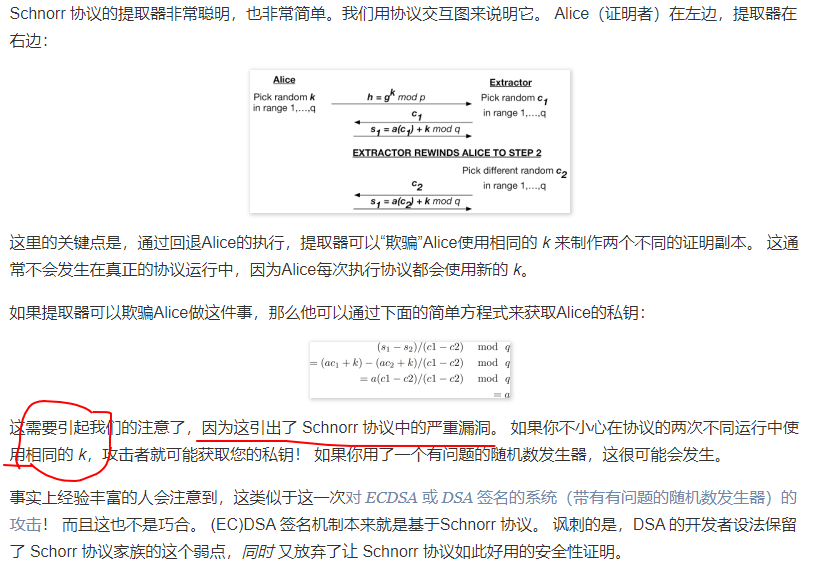 Schnorr 协议的提取器非常聪明，也非常简单。我们用协议交互图来说明它。 Alice（证明者）在左边，提取器在
右边：
Alice
Extractor
Pick random k
in range 1,...,q
h = g^k mod p
Pick random c₁
in range 1,...,q
c₁
s₁ = a(c₁) + k mod q
EXTRACTOR REWINDS ALICE TO STEP 2
Pick different random c₂
in range 1,...,q
c₂
s₁ = a(c₂) + k mod q
这里的关键点是，通过回退Alice的执行，提取器可以“欺骗”Alice使用相同的 k 来制作两个不同的证明副本。 这通
常不会发生在真正的协议运行中，因为Alice每次执行协议都会使用新的 k。
如果提取器可以欺骗Alice做这件事，那么他可以通过下面的简单方程式来获取Alice的私钥：
(s₁ − s₂)/(c1 − c2) mod q
= (ac₁ + k) − (ac₂ + k)/(c1 − c2) mod q
= a(c1 − c2)/(c1 − c2) mod q
= a
这需要引起我们的注意了，因为这引出了 Schnorr 协议中的严重漏洞。 如果你不小心在协议的两次不同运行中使
用相同的 k，攻击者就可能获取您的私钥！ 如果你用了一个有问题的随机数发生器，这很可能会发生。
事实上经验丰富的人会注意到，这类似于这一次对 ECDSA 或 DSA 签名的系统（带有有问题的随机数发生器）的
攻击！ 而且这也不是巧合。 (EC)DSA 签名机制本来就是基于Schnorr 协议。 讽刺的是，DSA 的开发者设法保留
了 Schorr 协议家族的这个弱点，同时 又放弃了让 Schnorr 协议如此好用的安全性证明。